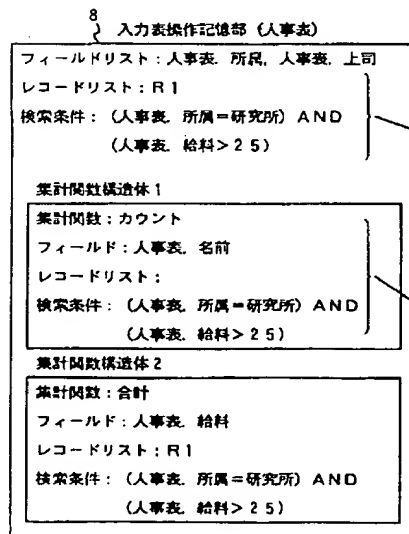 8
入力表操作記憶部（人事表）
フィールドリスト：人事表．所属，人事表．上司
レコードリスト：R1
検索条件：（人事表．所属＝研究所）AND
（人事表．給料＞25）
集計関数構造体1
集計関数：カウント
フィールド：人事表．名前
レコードリスト：
検索条件：（人事表．所属＝研究所）AND
（人事表．給料＞25）
集計関数構造体2
集計関数：合計
フィールド：人事表．給料
レコードリスト：R1
検索条件：（人事表．所属＝研究所）AND
（人事表．給料＞25）